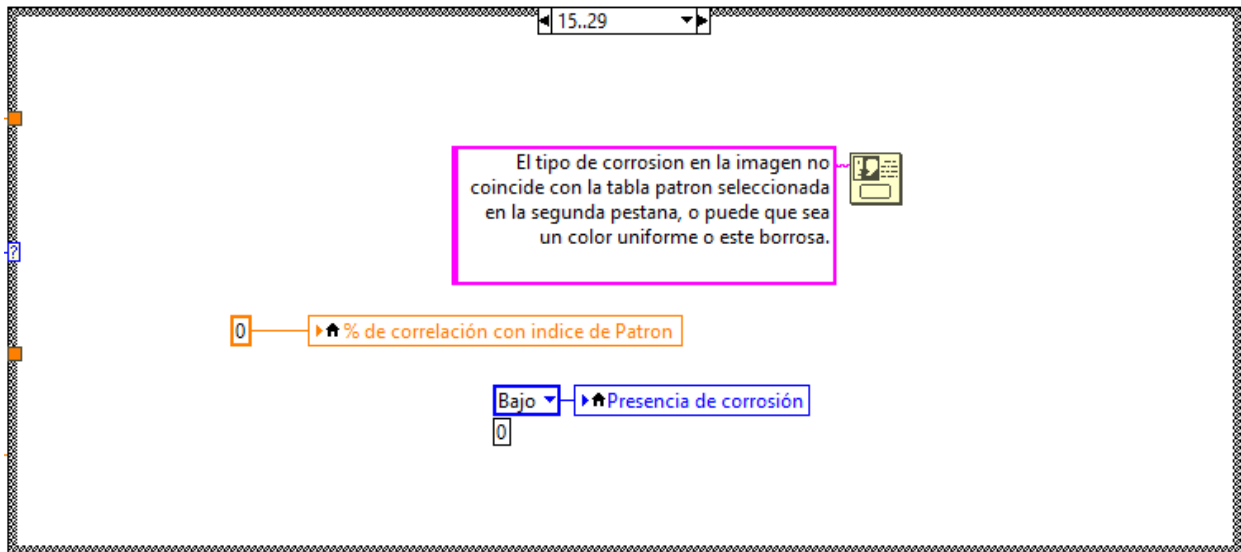 15..29
El tipo de corrosion en la imagen no
coincide con la tabla patron seleccionada
en la segunda pestana, o puede que sea
un color uniforme o este borrosa.
?
0
% de correlación con indice de Patron
Bajo
Presencia de corrosión
0